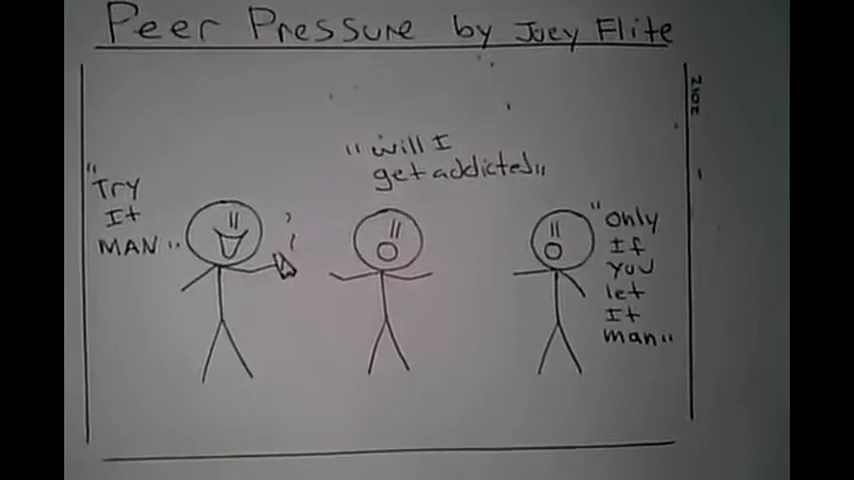 Peer Pressure by Joey Flite
"Try
It
MAN"
"will I
get addicted"
"Only
If
you
let
It
man"